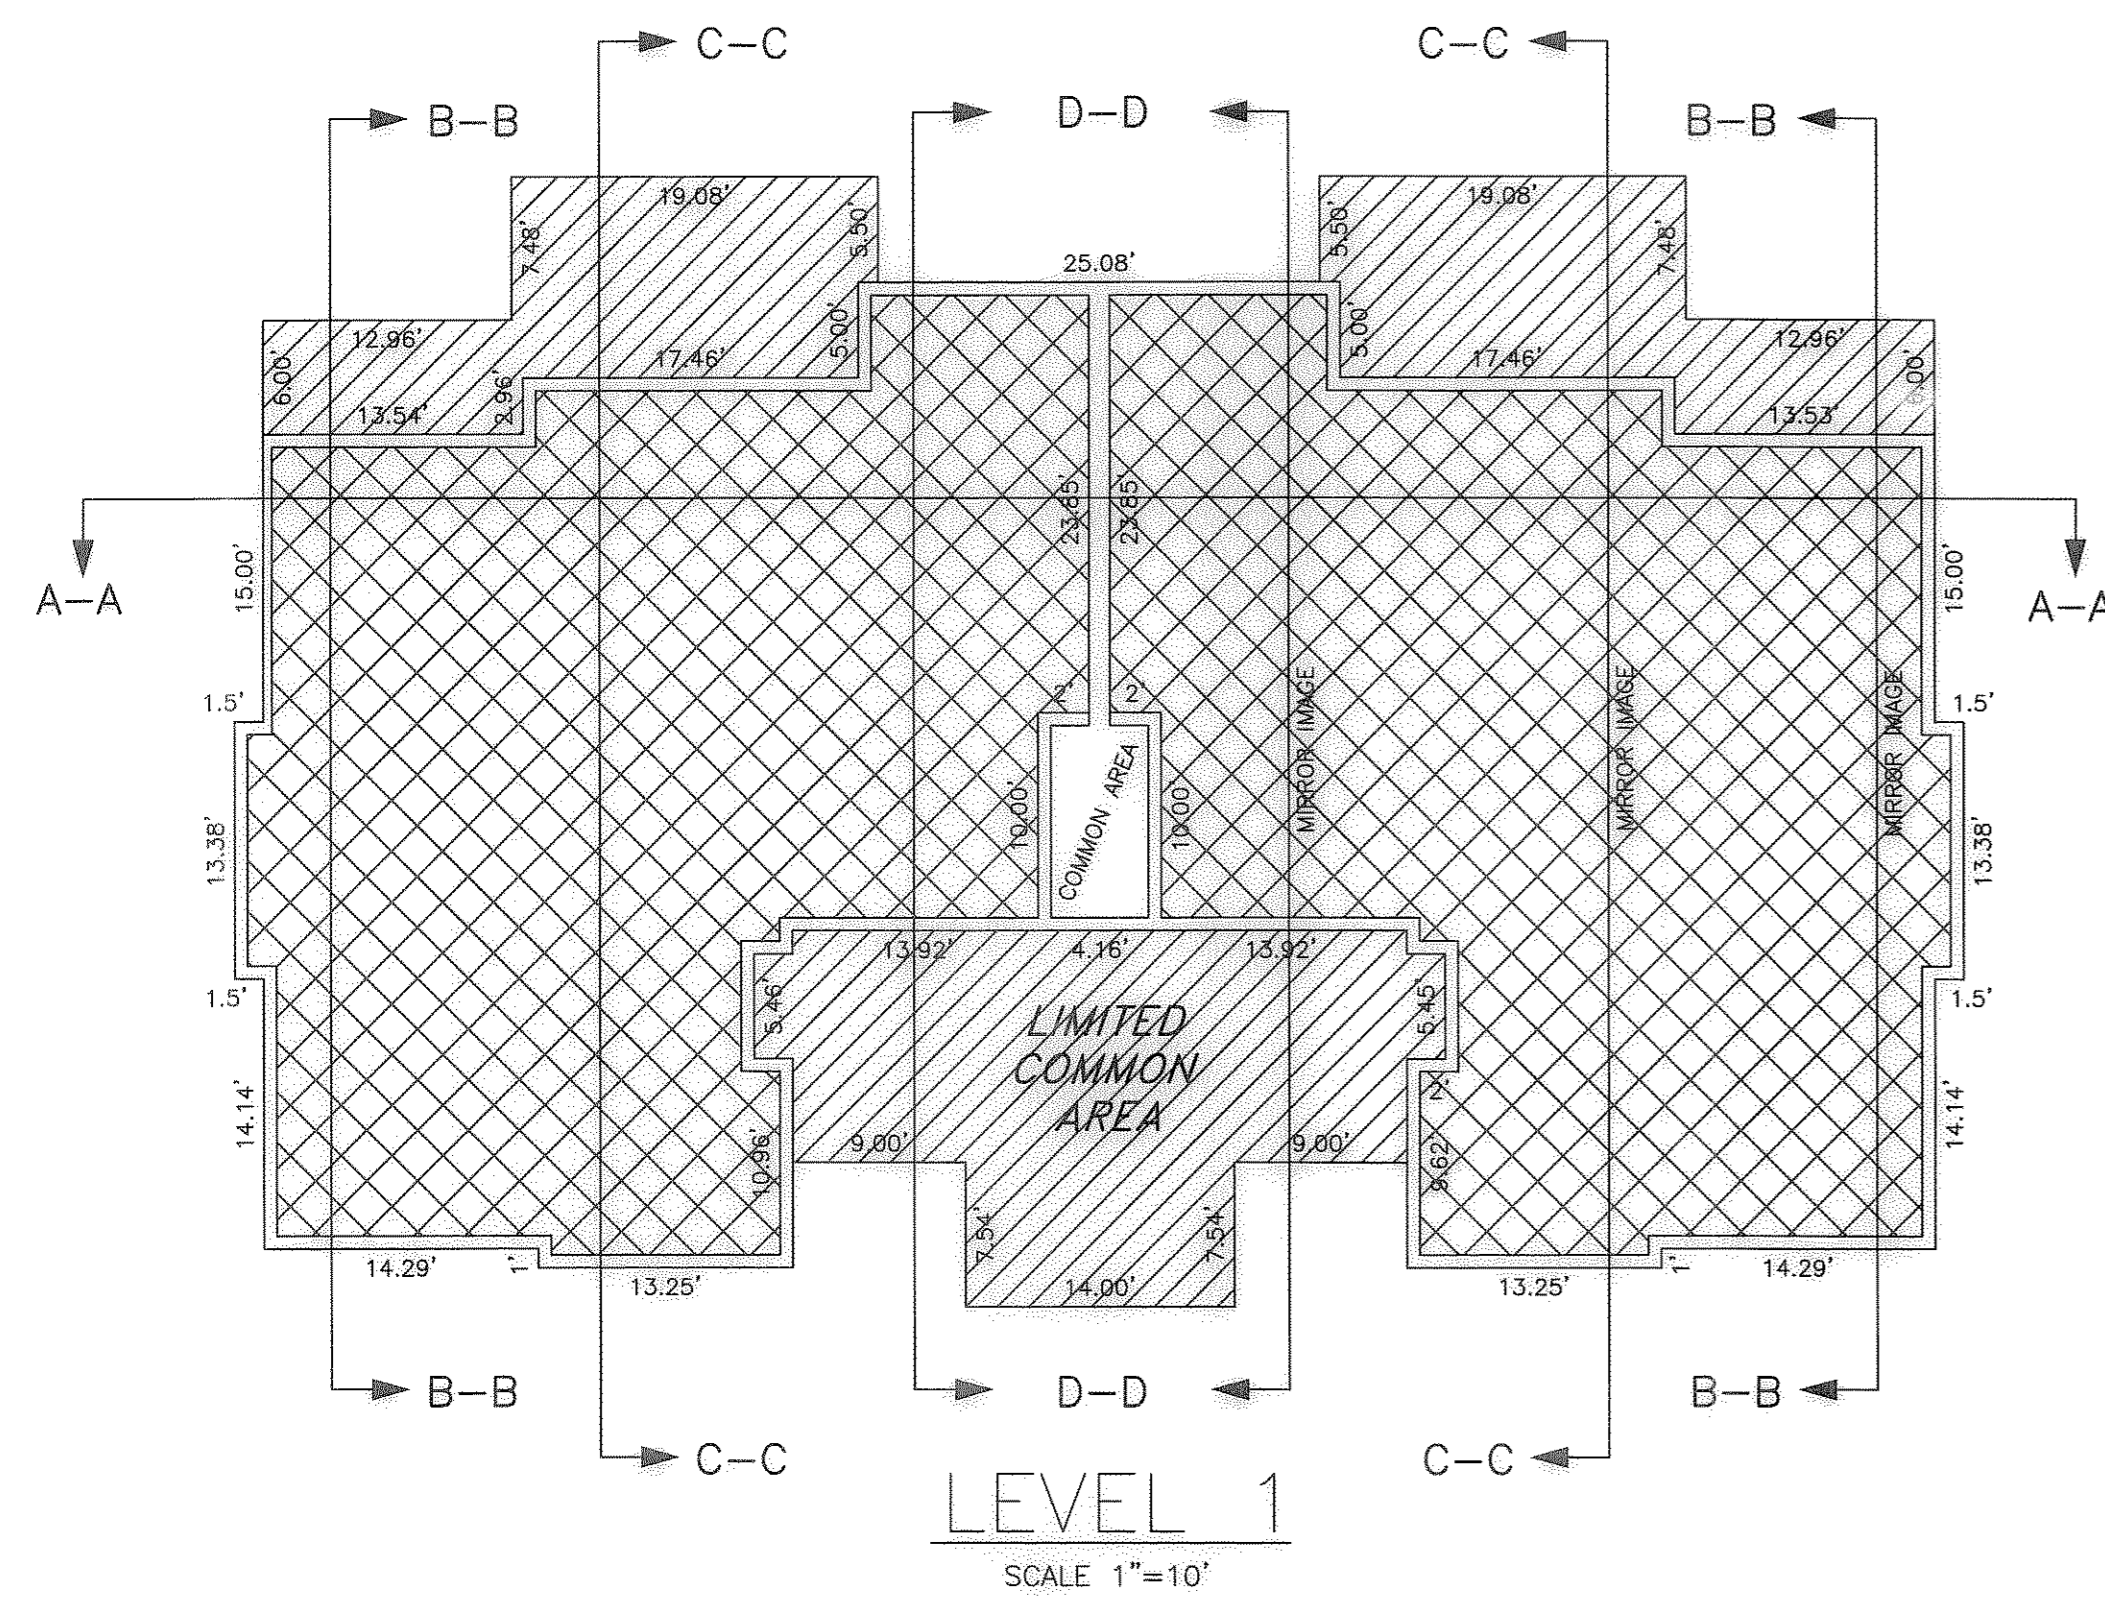 C-C
C-C
B-B
D-D
B-B
19.08'
19.08'
7.48'
5.50'
5.50'
7.48'
25.08'
12.96'
17.46'
5.00'
5.00'
17.46'
12.96'
6.00'
2.96'
13.54'
13.53'
23.85'
23.85'
A-A
15.00'
15.00'
A-A
1.5'
2'
2'
1.5'
MIRROR IMAGE
MIRROR IMAGE
MIRROR IMAGE
13.38'
10.00'
COMMON AREA
10.00'
13.38'
13.92'
4.16'
13.92'
1.5'
5.46'
5.45'
1.5'
LIMITED
COMMON
AREA
14.14'
2'
14.14'
10.96'
9.00'
9.00'
9.62'
7.54'
7.54'
14.29'
1'
13.25'
14.00'
13.25'
1'
14.29'
B-B
D-D
B-B
C-C
C-C
LEVEL 1
SCALE 1"=10'